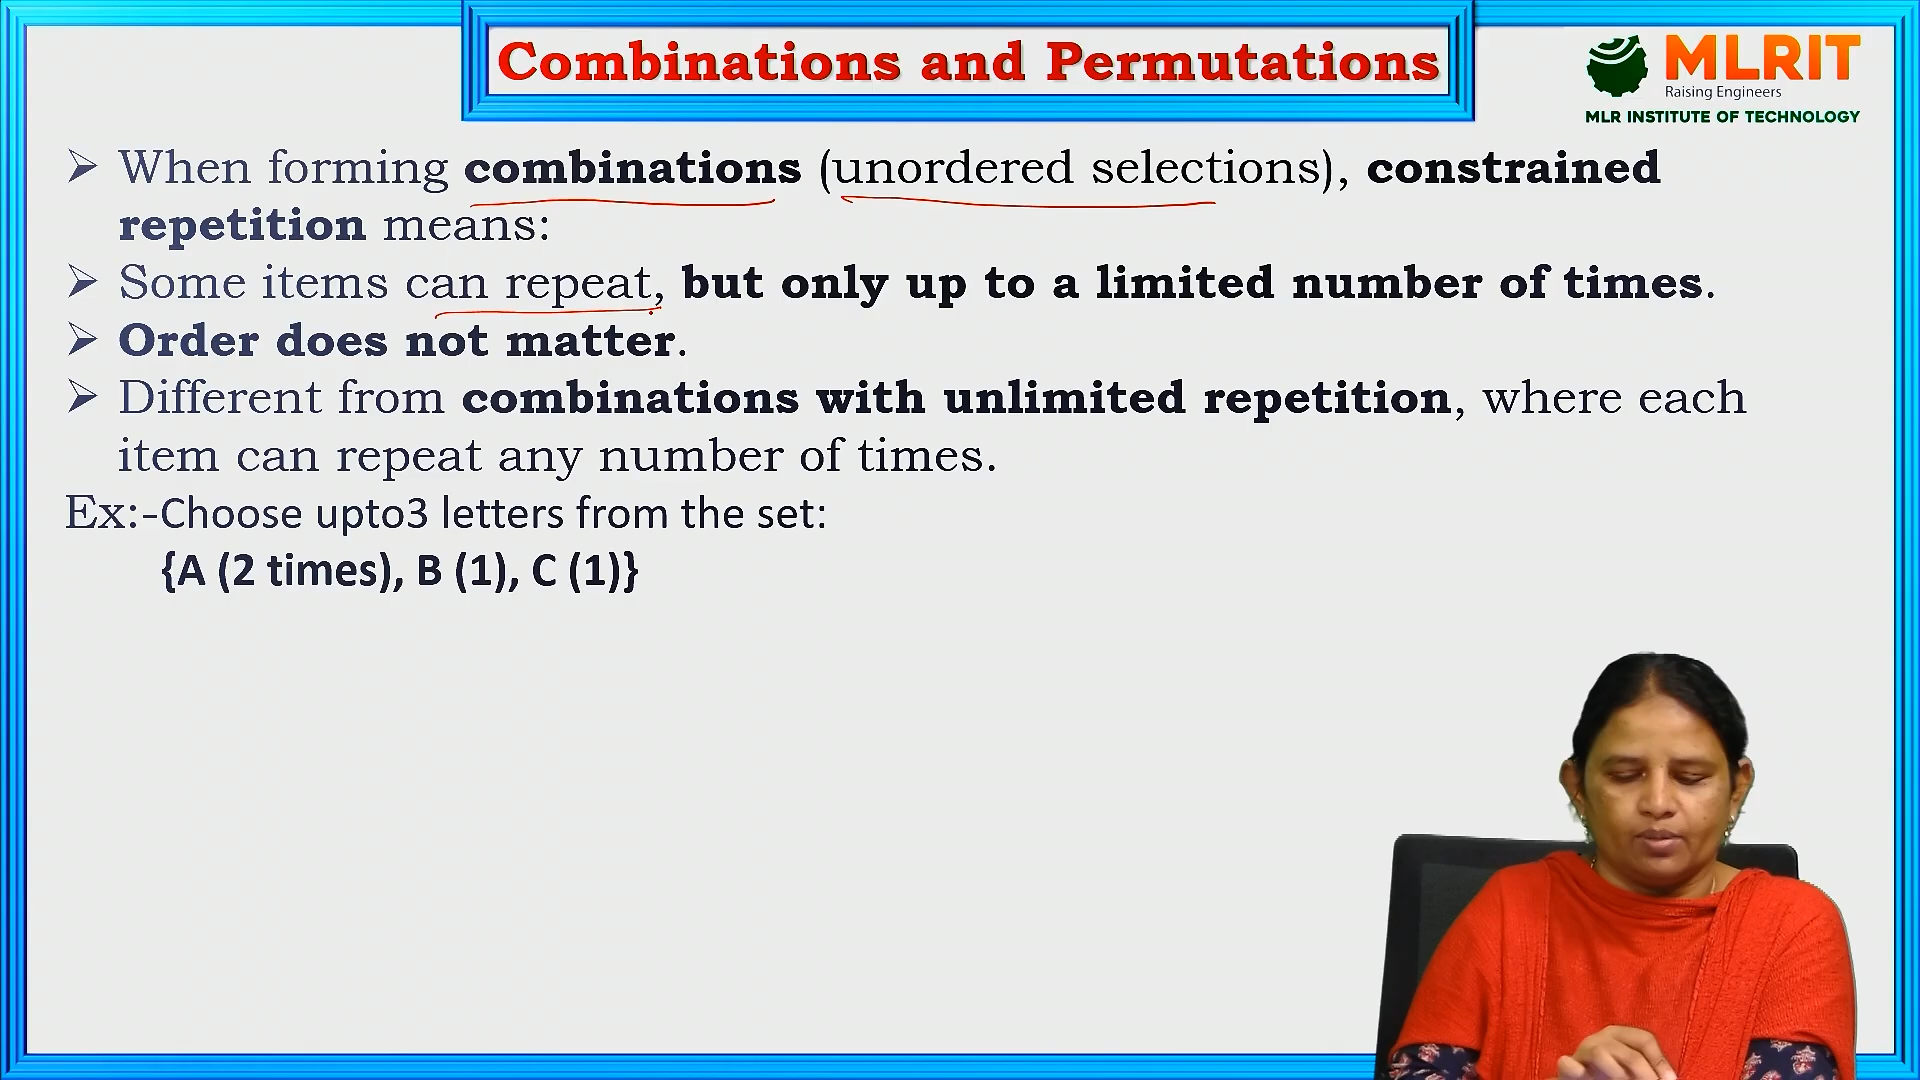 Combinations and Permutations
MLRIT
Raising Engineers
MLR INSTITUTE OF TECHNOLOGY
➢ When forming combinations (unordered selections), constrained
repetition means:
➢ Some items can repeat, but only up to a limited number of times.
➢ Order does not matter.
➢ Different from combinations with unlimited repetition, where each
item can repeat any number of times.
Ex:-Choose upto3 letters from the set:
{A (2 times), B (1), C (1)}